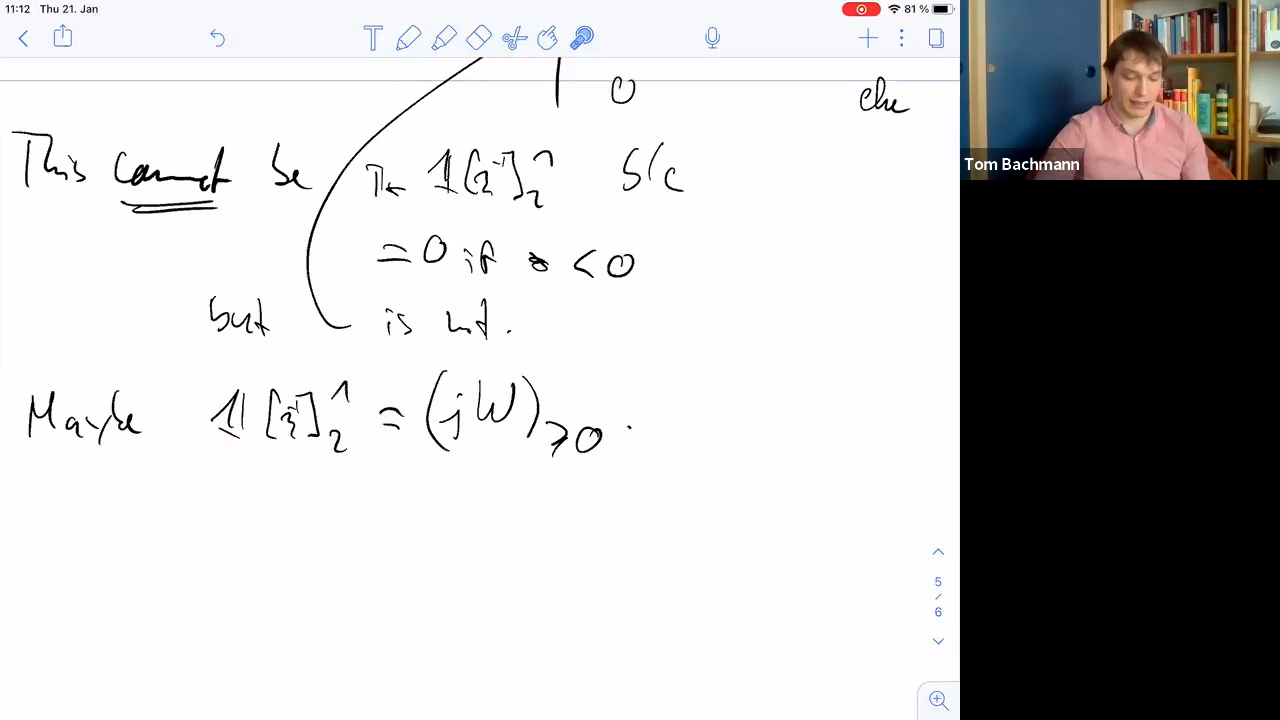 11:12 Thu 21. Jan 81 %
0 else
This cannot be π* 𝟙[η⁻¹]₂^ b/c
= 0 if * < 0
but is not.
Tom Bachmann
Maybe 𝟙[η⁻¹]₂^ = (jW)≥0.
5
/
6